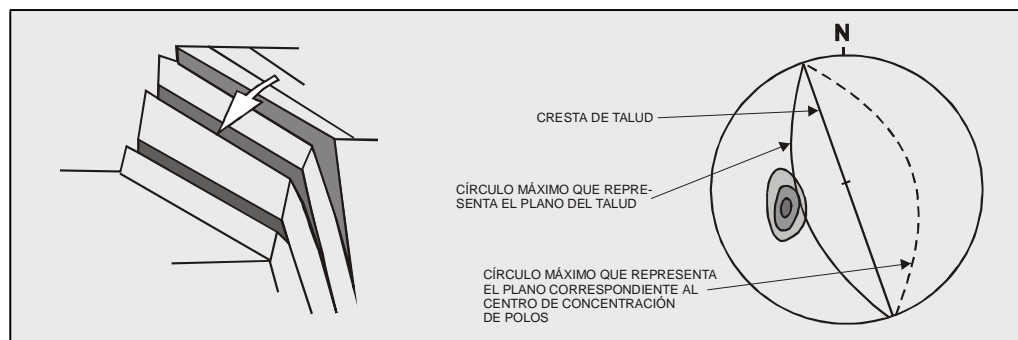 N
CRESTA DE TALUD
CÍRCULO MÁXIMO QUE REPRE-
SENTA EL PLANO DEL TALUD
CÍRCULO MÁXIMO QUE REPRESENTA
EL PLANO CORRESPONDIENTE AL
CENTRO DE CONCENTRACIÓN
DE POLOS